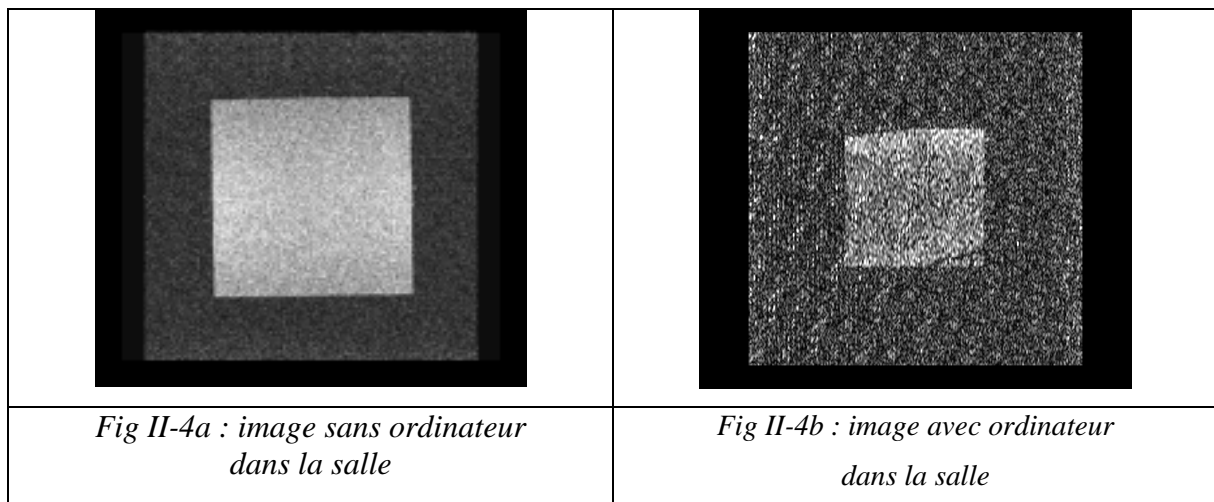 Fig II-4a : image sans ordinateur
dans la salle
Fig II-4b : image avec ordinateur
dans la salle